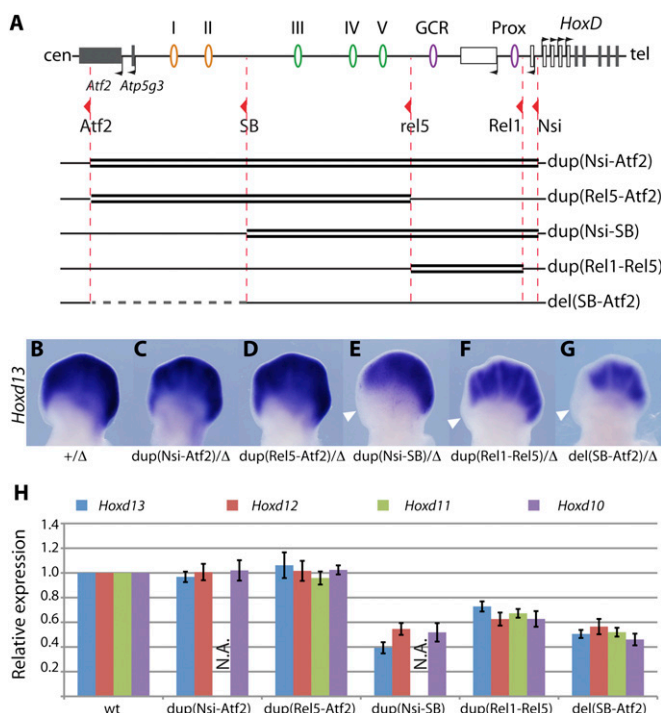 A
I II III IV V GCR Prox HoxD
cen tel
Atf2 Atp5g3
Atf2 SB rel5 Rel1 Nsi
dup(Nsi-Atf2)
dup(Rel5-Atf2)
dup(Nsi-SB)
dup(Rel1-Rel5)
del(SB-Atf2)
B C D E F G
Hoxd13
+/Δ dup(Nsi-Atf2)/Δ dup(Rel5-Atf2)/Δ dup(Nsi-SB)/Δ dup(Rel1-Rel5)/Δ del(SB-Atf2)/Δ
H
Hoxd13 Hoxd12 Hoxd11 Hoxd10
Relative expression
1.4
1.2
1.0
0.8
0.6
0.4
0.2
N.A. N.A.
wt dup(Nsi-Atf2) dup(Rel5-Atf2) dup(Nsi-SB) dup(Rel1-Rel5) del(SB-Atf2)